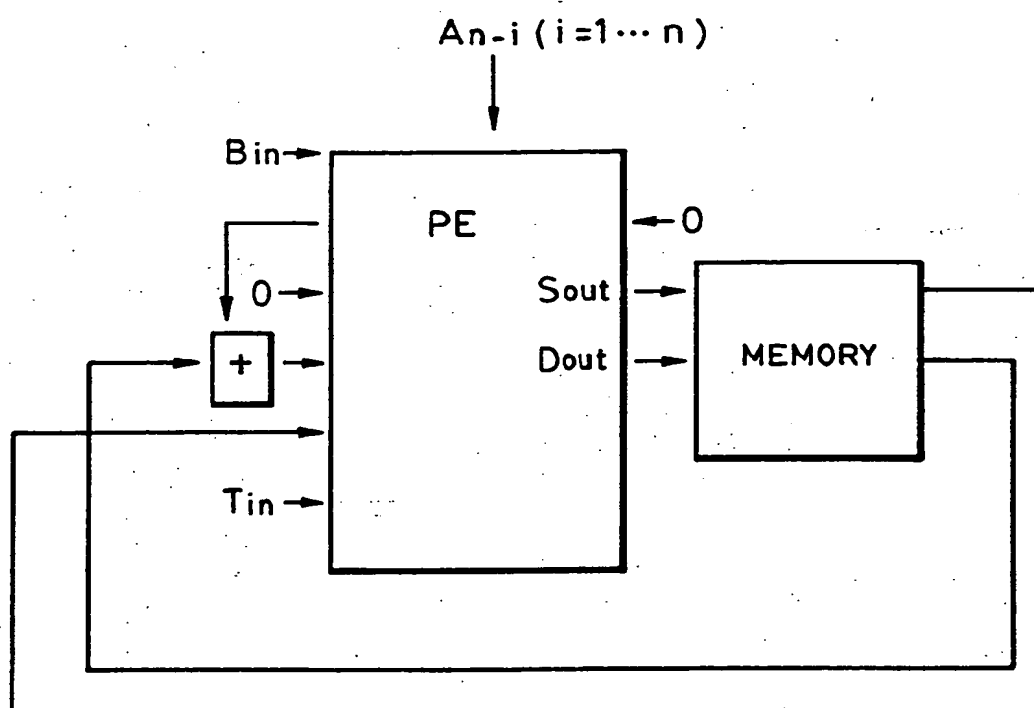 An-i (i=1··· n)
Bin
PE
0
0
Sout
+
Dout
MEMORY
Tin